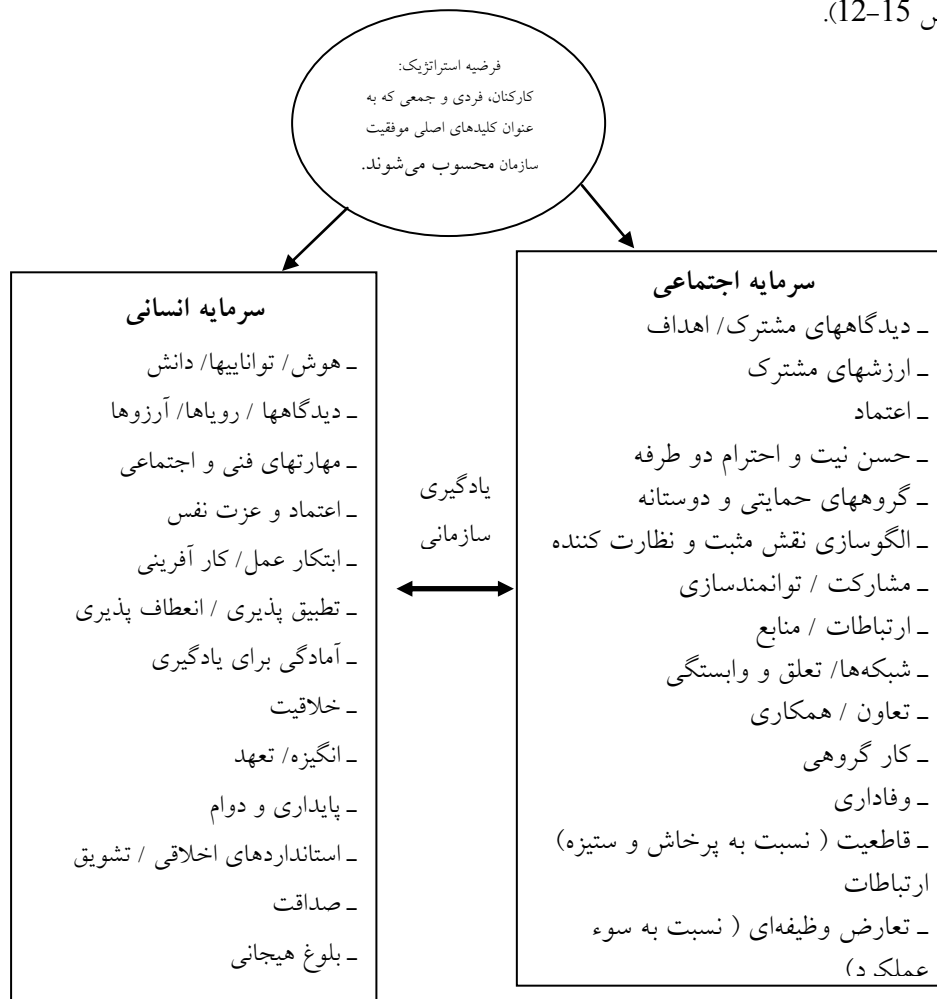 ص 15-12).
فرضیه استراتژیک:
کارکنان، فردی و جمعی که به
عنوان کلیدهای اصلی موفقیت
سازمان محسوب می‌شوند.
سرمایه اجتماعی
ـ دیدگاههای مشترک/ اهداف
ـ ارزشهای مشترک
ـ اعتماد
ـ حسن نیت و احترام دو طرفه
ـ گروههای حمایتی و دوستانه
ـ الگوسازی نقش مثبت و نظارت کننده
ـ مشارکت / توانمندسازی
ـ ارتباطات / منابع
ـ شبکه‌ها/ تعلق و وابستگی
ـ تعاون / همکاری
ـ کار گروهی
ـ وفاداری
ـ قاطعیت ( نسبت به پرخاش و ستیزه)
ارتباطات
ـ تعارض وظیفه‌ای ( نسبت به سوء
عملکرد)
یادگیری
سازمانی
سرمایه انسانی
ـ هوش/ تواناییها/ دانش
ـ دیدگاهها / رویاها/ آرزوها
ـ مهارتهای فنی و اجتماعی
ـ اعتماد و عزت نفس
ـ ابتکار عمل/ کار آفرینی
ـ تطبیق پذیری / انعطاف پذیری
ـ آمادگی برای یادگیری
ـ خلاقیت
ـ انگیزه/ تعهد
ـ پایداری و دوام
ـ استانداردهای اخلاقی / تشویق
ـ صداقت
ـ بلوغ هیجانی